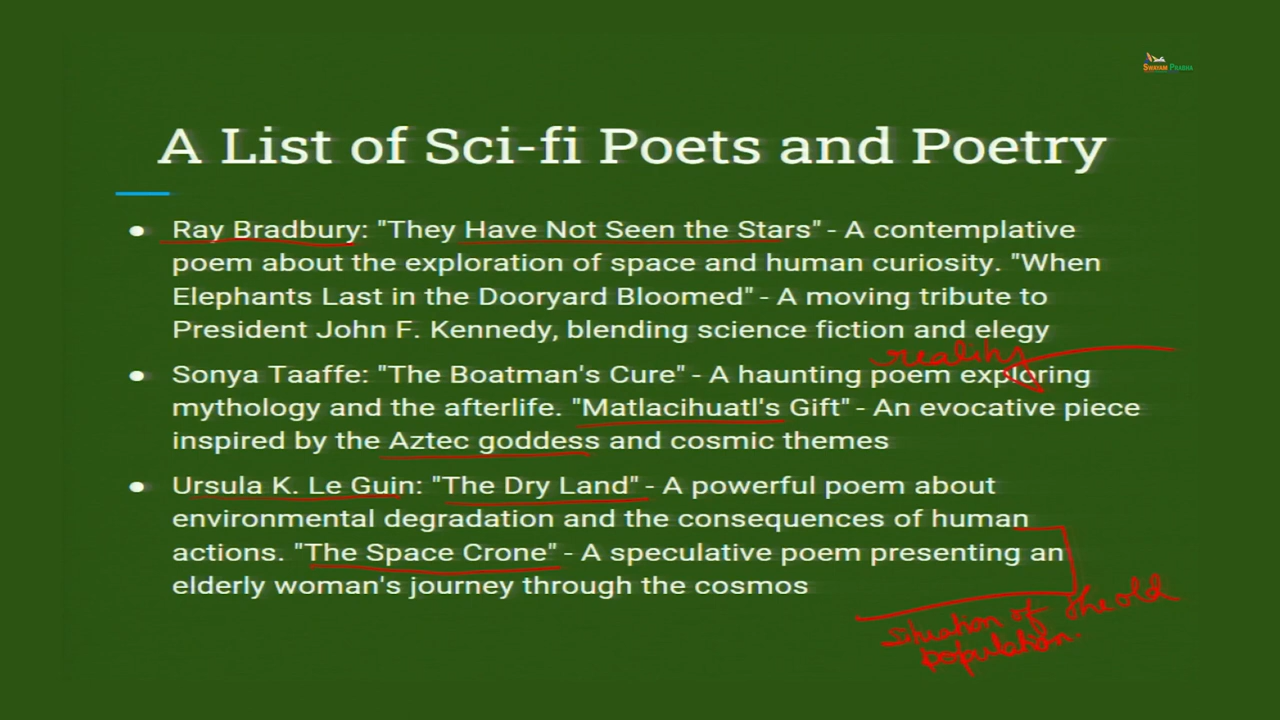 SWAYAM PRABHA
A List of Sci-fi Poets and Poetry
● Ray Bradbury: "They Have Not Seen the Stars" - A contemplative
poem about the exploration of space and human curiosity. "When
Elephants Last in the Dooryard Bloomed" - A moving tribute to
President John F. Kennedy, blending science fiction and elegy
reality
● Sonya Taaffe: "The Boatman's Cure" - A haunting poem exploring
mythology and the afterlife. "Matlacihuatl's Gift" - An evocative piece
inspired by the Aztec goddess and cosmic themes
● Ursula K. Le Guin: "The Dry Land" - A powerful poem about
environmental degradation and the consequences of human
actions. "The Space Crone" - A speculative poem presenting an
elderly woman's journey through the cosmos
situation of the old
population.